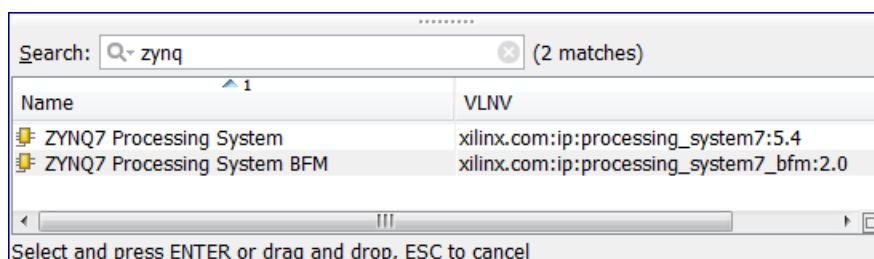 Search: zynq (2 matches)
1
Name VLNV
ZYNQ7 Processing System xilinx.com:ip:processing_system7:5.4
ZYNQ7 Processing System BFM xilinx.com:ip:processing_system7_bfm:2.0
Select and press ENTER or drag and drop, ESC to cancel